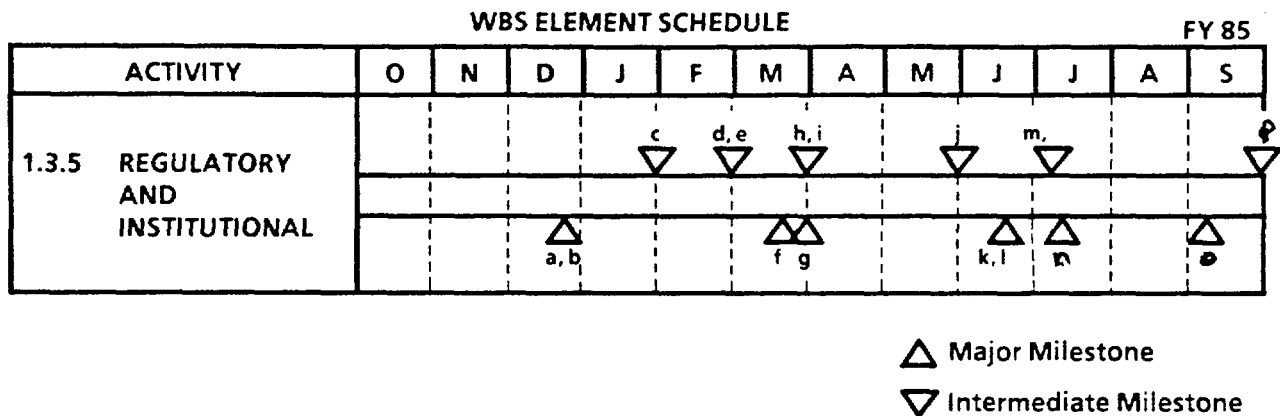 WBS ELEMENT SCHEDULE
FY 85
ACTIVITY O N D J F M A M J J A S
c d, e h, i j m, p
1.3.5 REGULATORY
AND
INSTITUTIONAL
a, b f g k, l n o
Major Milestone
Intermediate Milestone